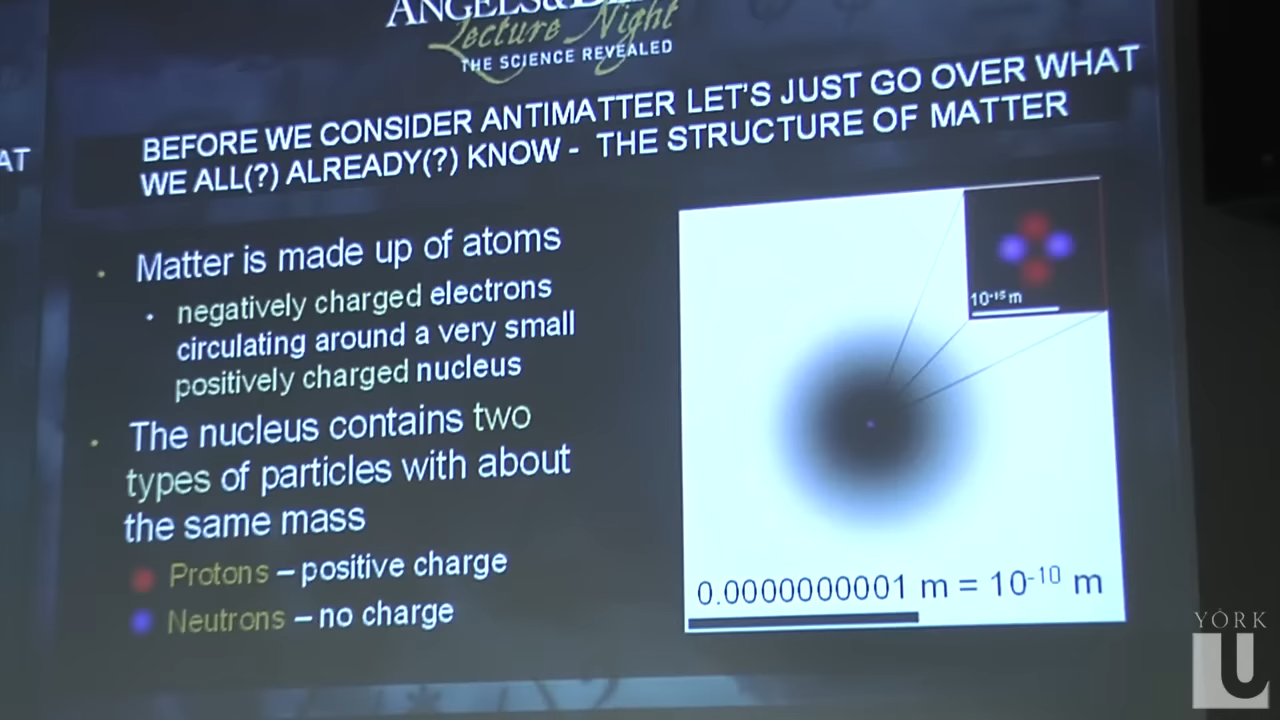 Lecture Night
THE SCIENCE REVEALED
BEFORE WE CONSIDER ANTIMATTER LET'S JUST GO OVER WHAT
WE ALL(?) ALREADY(?) KNOW - THE STRUCTURE OF MATTER
AT
• Matter is made up of atoms
• negatively charged electrons
circulating around a very small
positively charged nucleus
• The nucleus contains two
types of particles with about
the same mass
Protons – positive charge
Neutrons – no charge
10⁻¹⁵ m
0.0000000001 m = 10⁻¹⁰ m
YORK
U